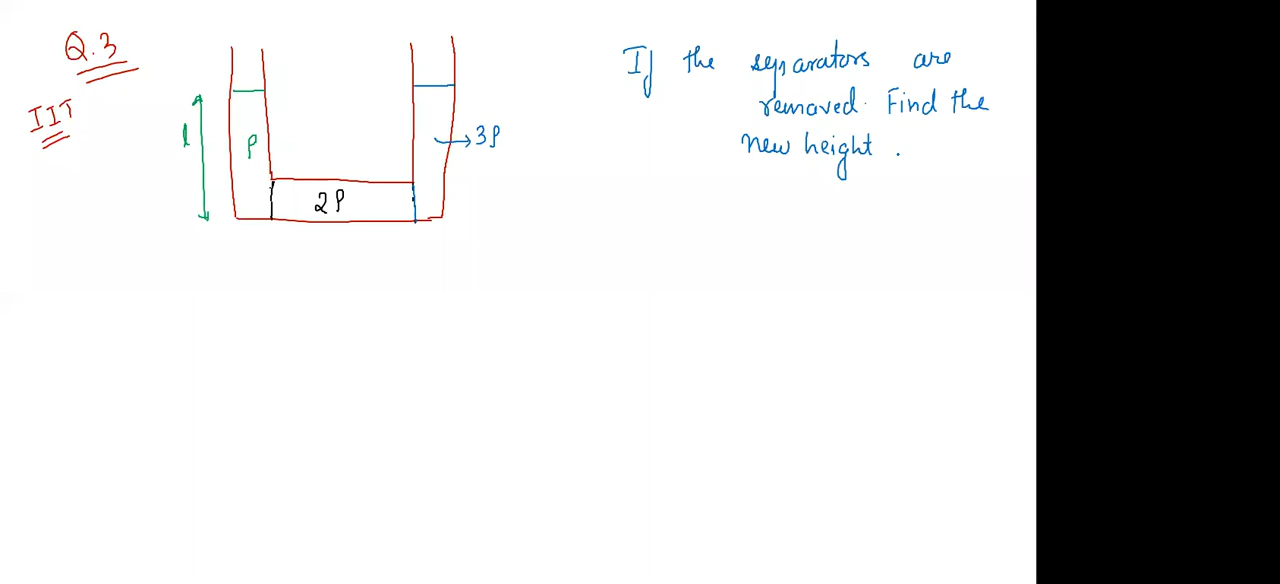 Q.3
IIT
l
ρ
2ρ
3ρ
If the separators are
removed. Find the
new height.